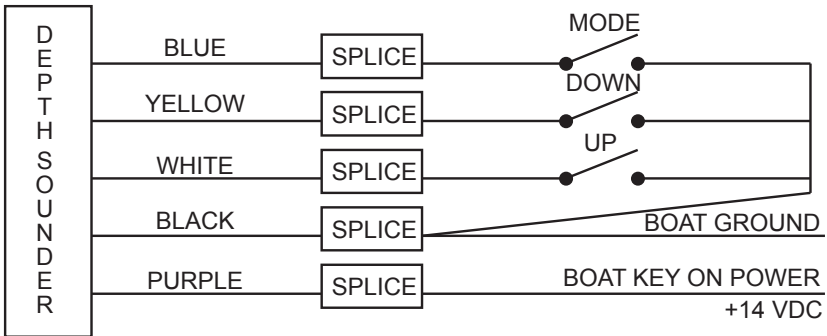 DEPTH SOUNDER
BLUE
SPLICE
MODE
YELLOW
SPLICE
DOWN
WHITE
SPLICE
UP
BLACK
SPLICE
BOAT GROUND
PURPLE
SPLICE
BOAT KEY ON POWER
+14 VDC